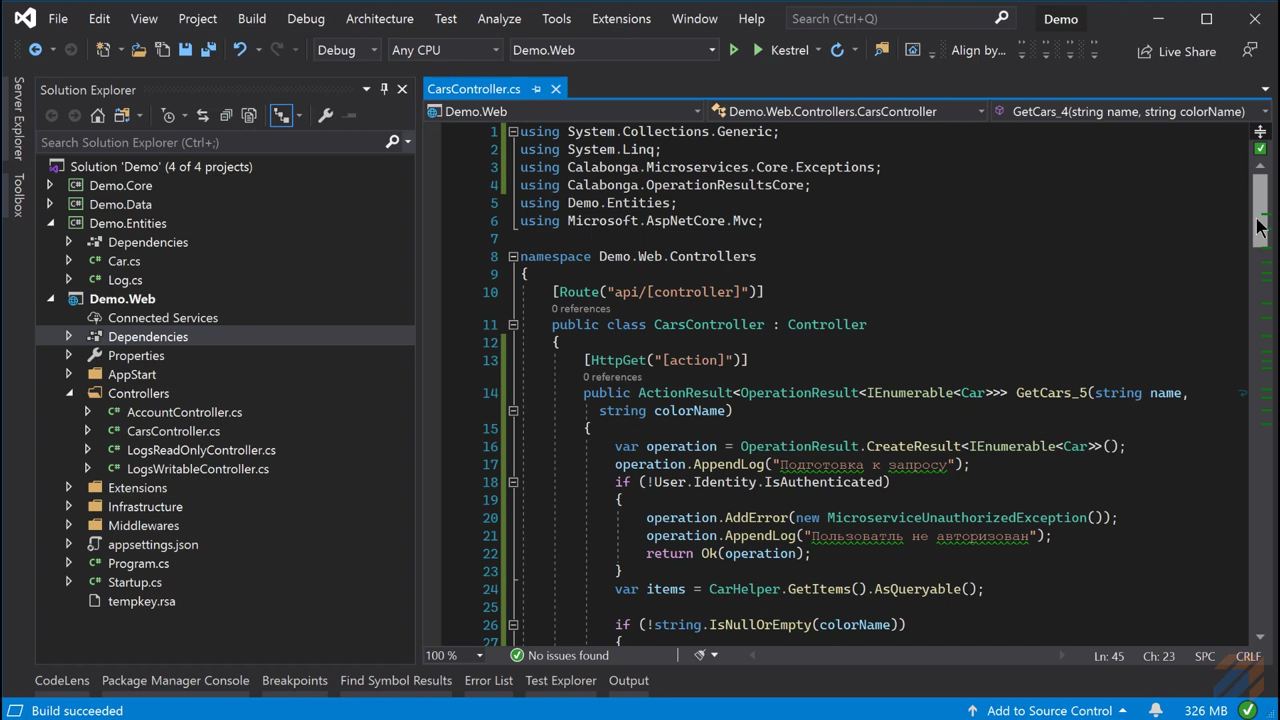 File Edit View Project Build Debug Architecture Test Analyze Tools Extensions Window Help Search (Ctrl+Q) Demo
Debug Any CPU Demo.Web Kestrel Align by... Live Share
Server Explorer
Toolbox
Solution Explorer
Search Solution Explorer (Ctrl+;)
Solution 'Demo' (4 of 4 projects)
Demo.Core
Demo.Data
Demo.Entities
Dependencies
Car.cs
Log.cs
Demo.Web
Connected Services
Dependencies
Properties
AppStart
Controllers
AccountController.cs
CarsController.cs
LogsReadOnlyController.cs
LogsWritableController.cs
Extensions
Infrastructure
Middlewares
appsettings.json
Program.cs
Startup.cs
tempkey.rsa
CarsController.cs
Demo.Web Demo.Web.Controllers.CarsController GetCars_4(string name, string colorName)
1 using System.Collections.Generic;
2 using System.Linq;
3 using Calabonga.Microservices.Core.Exceptions;
4 using Calabonga.OperationResultsCore;
5 using Demo.Entities;
6 using Microsoft.AspNetCore.Mvc;
7
8 namespace Demo.Web.Controllers
9 {
10 [Route("api/[controller]")]
0 references
11 public class CarsController : Controller
12 {
13 [HttpGet("[action]")]
0 references
14 public ActionResult<OperationResult<IEnumerable<Car>>> GetCars_5(string name,
string colorName)
15 {
16 var operation = OperationResult.CreateResult<IEnumerable<Car>>();
17 operation.AppendLog("Подготовка к запросу");
18 if (!User.Identity.IsAuthenticated)
19 {
20 operation.AddError(new MicroserviceUnauthorizedException());
21 operation.AppendLog("Пользоватль не авторизован");
22 return Ok(operation);
23 }
24 var items = CarHelper.GetItems().AsQueryable();
25
26 if (!string.IsNullOrEmpty(colorName))
27 {
100 % No issues found Ln: 45 Ch: 23 SPC CRLF
CodeLens Package Manager Console Breakpoints Find Symbol Results Error List Test Explorer Output
Build succeeded Add to Source Control 326 MB